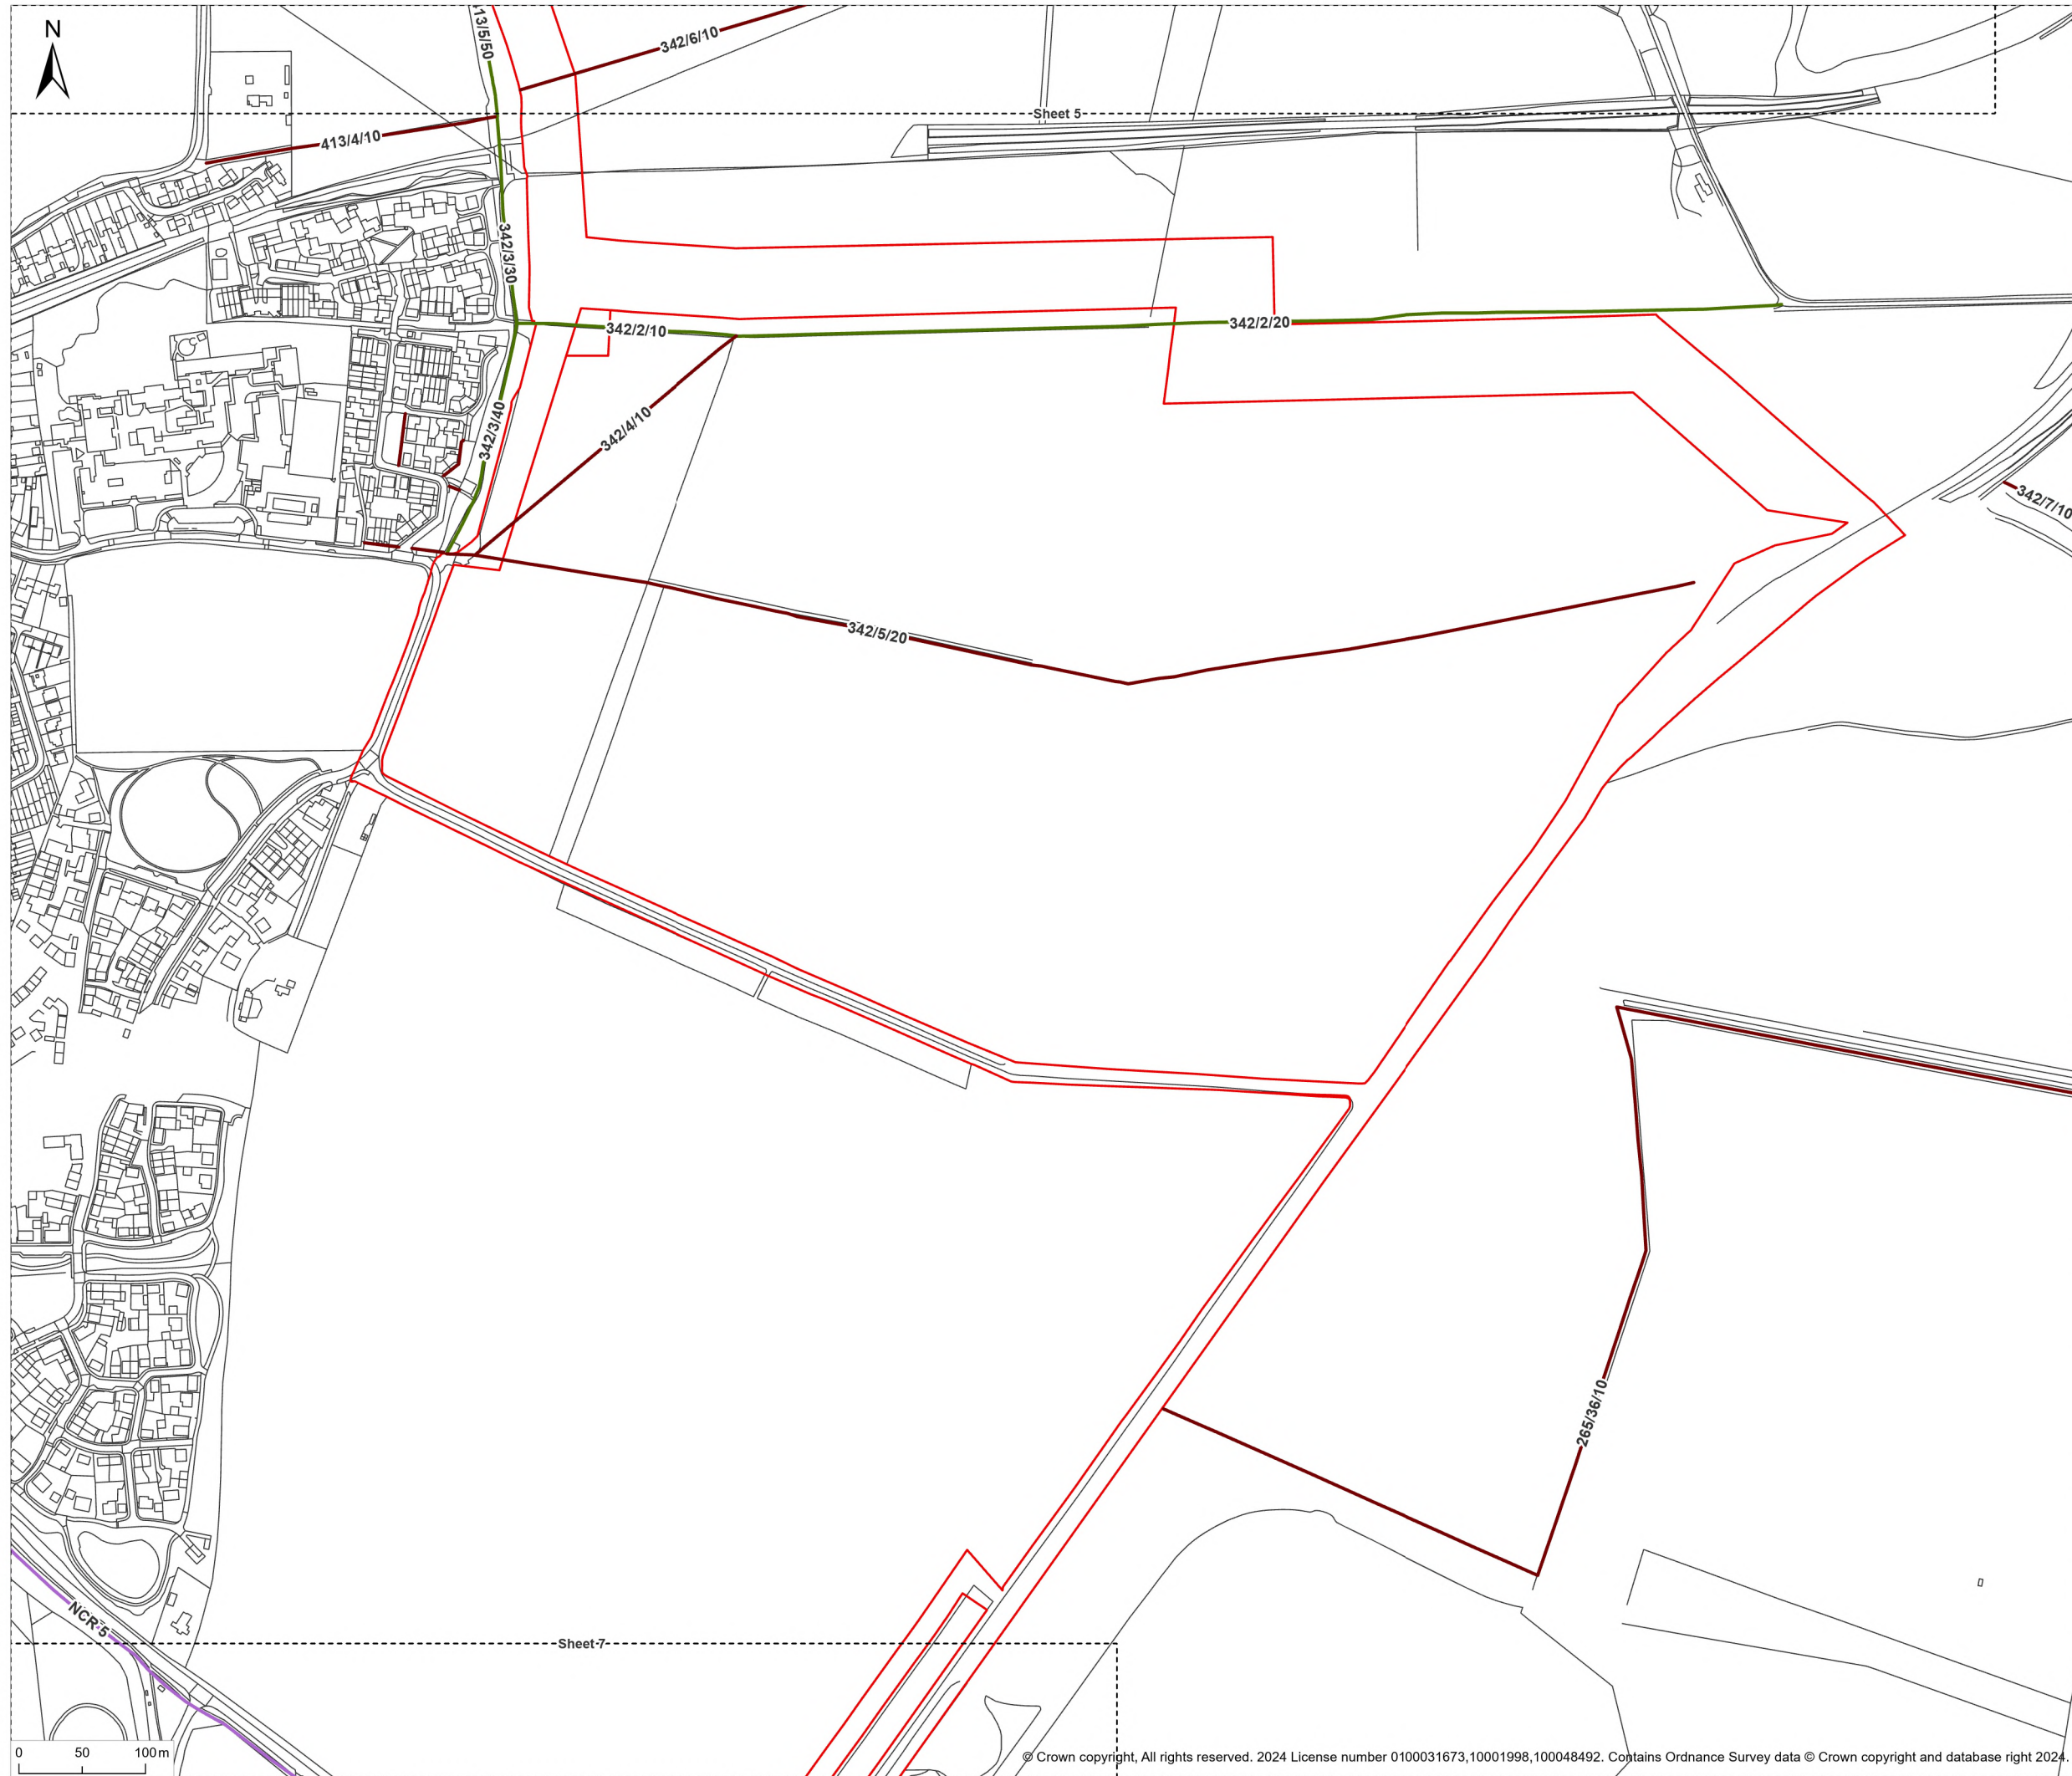 N
413/5/50
342/6/10
Sheet 5
413/4/10
342/3/30
342/2/10
342/2/20
342/4/10
342/3/40
342/7/10
342/5/20
265/36/10
NCR 5
Sheet 7
0 50 100 m
© Crown copyright, All rights reserved. 2024 License number 0100031673,10001998,100048492. Contains Ordnance Survey data © Crown copyright and database right 2024.